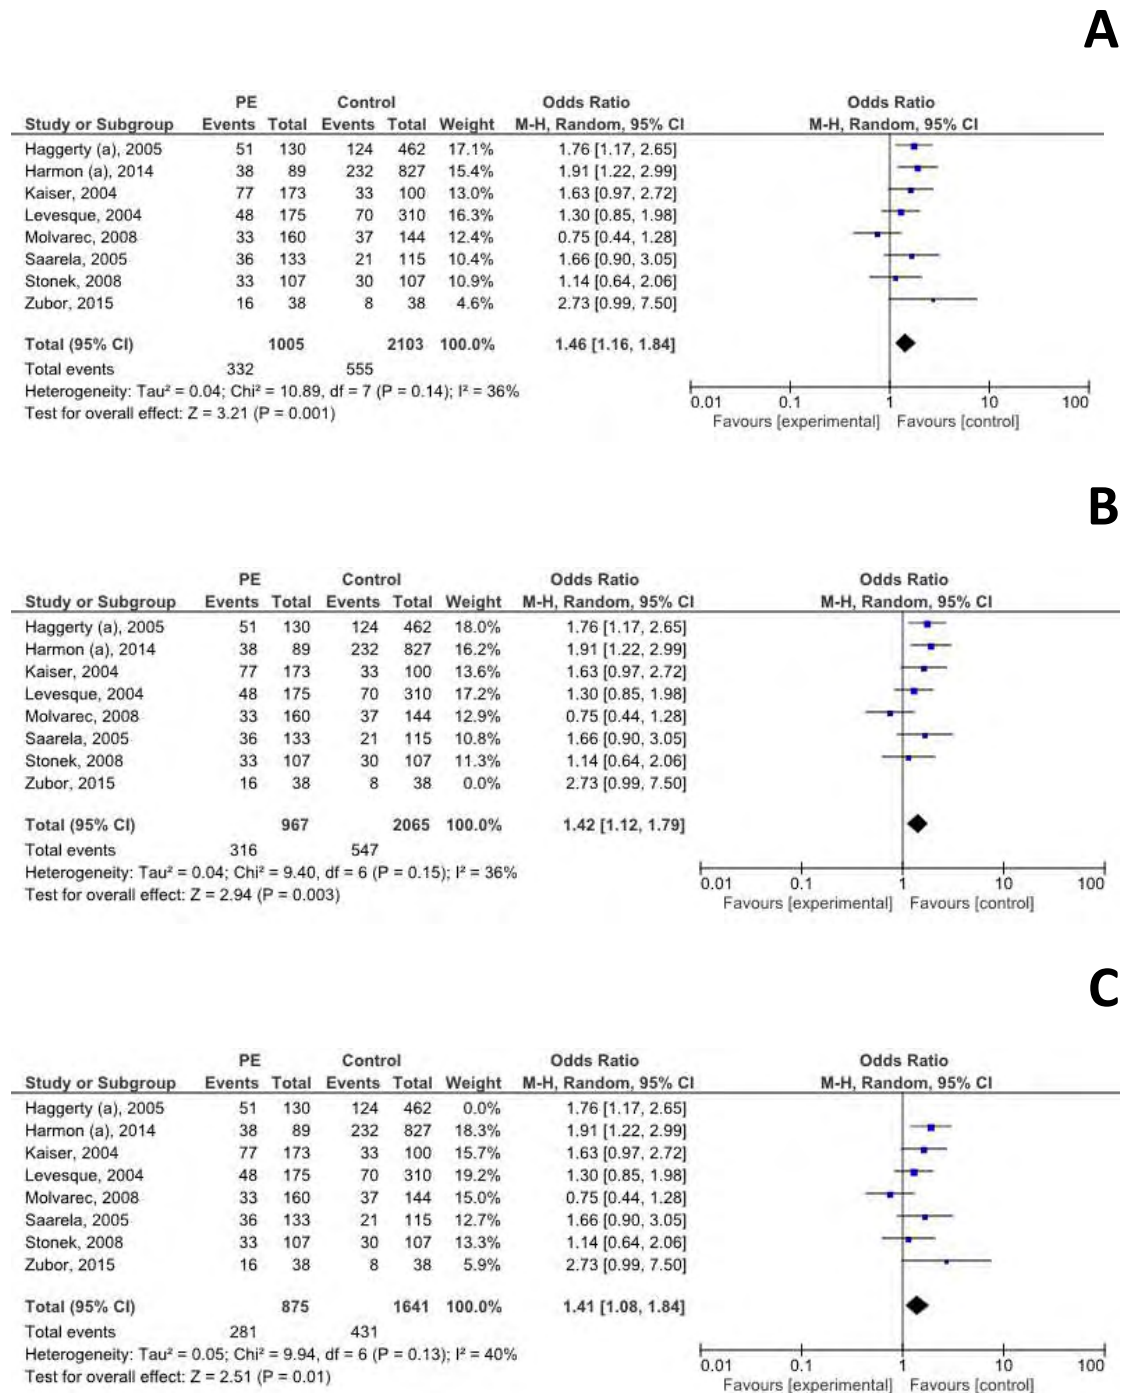 A
PE Control Odds Ratio Odds Ratio
Study or Subgroup Events Total Events Total Weight M-H, Random, 95% CI M-H, Random, 95% CI
Haggerty (a), 2005 51 130 124 462 17.1% 1.76 [1.17, 2.65]
Harmon (a), 2014 38 89 232 827 15.4% 1.91 [1.22, 2.99]
Kaiser, 2004 77 173 33 100 13.0% 1.63 [0.97, 2.72]
Levesque, 2004 48 175 70 310 16.3% 1.30 [0.85, 1.98]
Molvarec, 2008 33 160 37 144 12.4% 0.75 [0.44, 1.28]
Saarela, 2005 36 133 21 115 10.4% 1.66 [0.90, 3.05]
Stonek, 2008 33 107 30 107 10.9% 1.14 [0.64, 2.06]
Zubor, 2015 16 38 8 38 4.6% 2.73 [0.99, 7.50]
Total (95% CI) 1005 2103 100.0% 1.46 [1.16, 1.84]
Total events 332 555
Heterogeneity: Tau² = 0.04; Chi² = 10.89, df = 7 (P = 0.14); I² = 36%
Test for overall effect: Z = 3.21 (P = 0.001)
0.01 0.1 1 10 100
Favours [experimental] Favours [control]
B
PE Control Odds Ratio Odds Ratio
Study or Subgroup Events Total Events Total Weight M-H, Random, 95% CI M-H, Random, 95% CI
Haggerty (a), 2005 51 130 124 462 18.0% 1.76 [1.17, 2.65]
Harmon (a), 2014 38 89 232 827 16.2% 1.91 [1.22, 2.99]
Kaiser, 2004 77 173 33 100 13.6% 1.63 [0.97, 2.72]
Levesque, 2004 48 175 70 310 17.2% 1.30 [0.85, 1.98]
Molvarec, 2008 33 160 37 144 12.9% 0.75 [0.44, 1.28]
Saarela, 2005 36 133 21 115 10.8% 1.66 [0.90, 3.05]
Stonek, 2008 33 107 30 107 11.3% 1.14 [0.64, 2.06]
Zubor, 2015 16 38 8 38 0.0% 2.73 [0.99, 7.50]
Total (95% CI) 967 2065 100.0% 1.42 [1.12, 1.79]
Total events 316 547
Heterogeneity: Tau² = 0.04; Chi² = 9.40, df = 6 (P = 0.15); I² = 36%
Test for overall effect: Z = 2.94 (P = 0.003)
0.01 0.1 1 10 100
Favours [experimental] Favours [control]
C
PE Control Odds Ratio Odds Ratio
Study or Subgroup Events Total Events Total Weight M-H, Random, 95% CI M-H, Random, 95% CI
Haggerty (a), 2005 51 130 124 462 0.0% 1.76 [1.17, 2.65]
Harmon (a), 2014 38 89 232 827 18.3% 1.91 [1.22, 2.99]
Kaiser, 2004 77 173 33 100 15.7% 1.63 [0.97, 2.72]
Levesque, 2004 48 175 70 310 19.2% 1.30 [0.85, 1.98]
Molvarec, 2008 33 160 37 144 15.0% 0.75 [0.44, 1.28]
Saarela, 2005 36 133 21 115 12.7% 1.66 [0.90, 3.05]
Stonek, 2008 33 107 30 107 13.3% 1.14 [0.64, 2.06]
Zubor, 2015 16 38 8 38 5.9% 2.73 [0.99, 7.50]
Total (95% CI) 875 1641 100.0% 1.41 [1.08, 1.84]
Total events 281 431
Heterogeneity: Tau² = 0.05; Chi² = 9.94, df = 6 (P = 0.13); I² = 40%
Test for overall effect: Z = 2.51 (P = 0.01)
0.01 0.1 1 10 100
Favours [experimental] Favours [control]